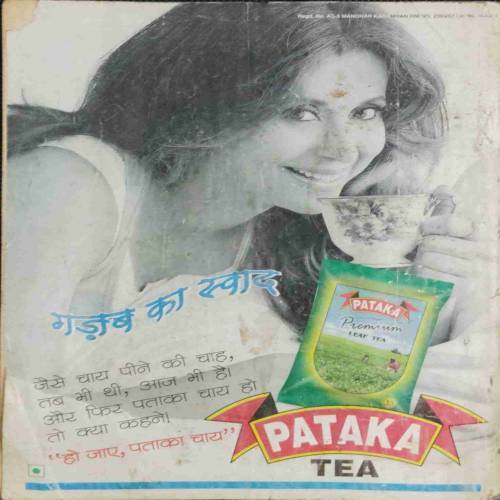 गज़ब का स्वाद
PATAKA
Premium
LEAF TEA
जैसे चाय पीने की चाह,
तब भी थी, आज भी है।
और फिर पताका चाय हो
तो क्या कहने।
“हो जाए, पताका चाय”
PATAKA
TEA